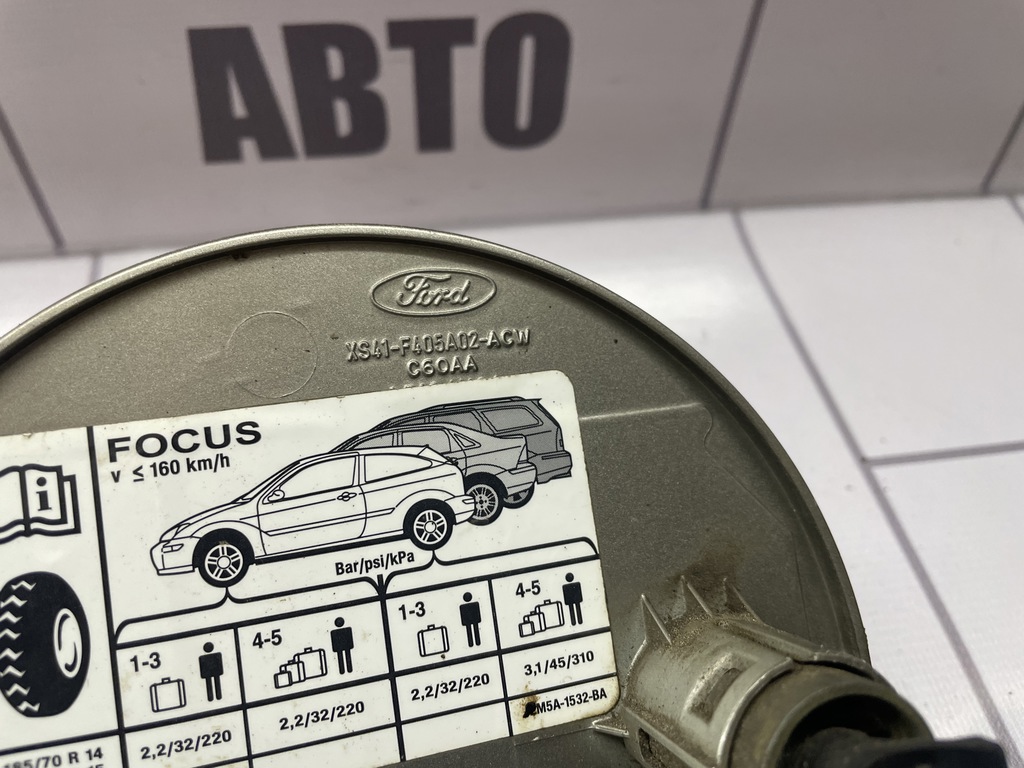 АВТО
Ford
XS41-F405A02-ACW
C60AA
FOCUS
v ≤ 160 km/h
i
Bar/psi/kPa
1-3
4-5
1-3
4-5
2,2/32/220
2,2/32/220
2,2/32/220
3,1/45/310
M5A-1532-BA
R 14